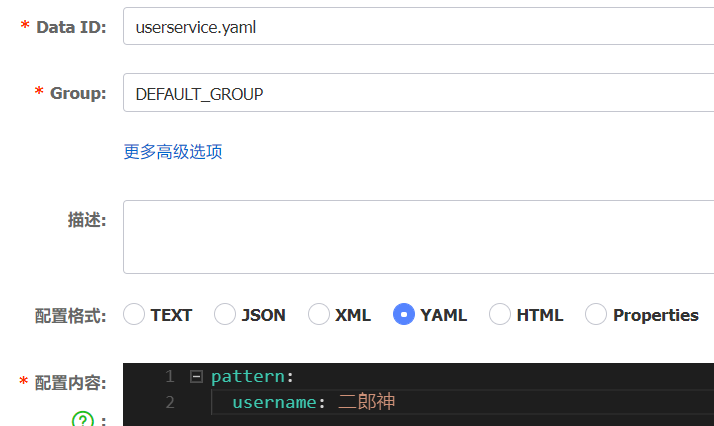 * Data ID: userservice.yaml
* Group: DEFAULT_GROUP
更多高级选项
描述:
配置格式: TEXT JSON XML YAML HTML Properties
* 配置内容: 1 pattern:
? : 2 username: 二郎神